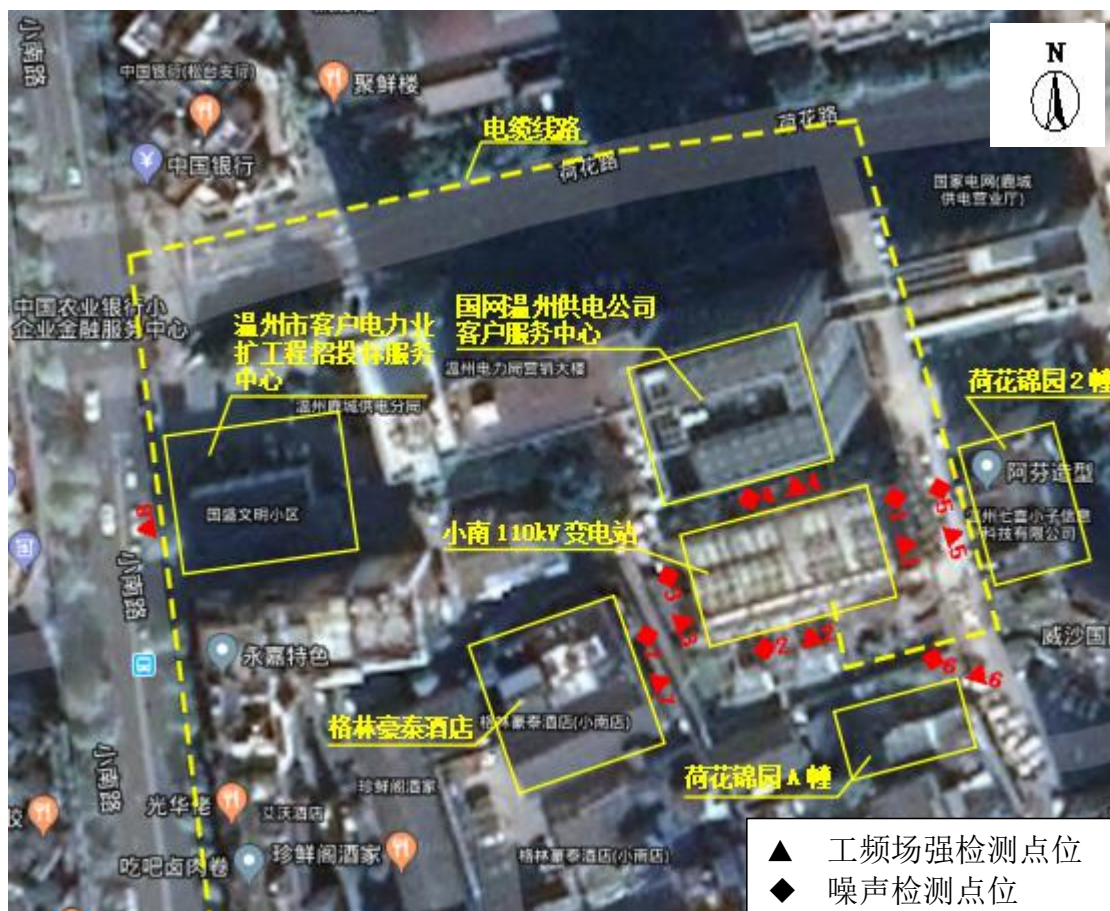 小南路
中国银行(松台支行)
聚鲜楼
N
中国银行
电缆线路
荷花路
荷花路
国家电网(鹿城
供电营业厅)
中国农业银行小
企业金融服务中心
温州市客户电力业
扩工程招投标服务
中心
国网温州供电公司
客户服务中心
温州电力局营销大楼
温州鹿城供电分局
荷花锦园2幢
阿芬造型
国盛文明小区
小南110kV变电站
4
4
1
1
5
5
8
3
3
7
7
2
2
6
6
小南路
永嘉特色
威沙国
格林豪泰酒店
格林豪泰酒店(小南店)
荷花锦园A幢
小南路
光华佬
艾沃酒店
珍鲜阁酒家
吃吧卤肉卷
珍鲜阁酒家
格林豪泰酒店(小南店)
▲ 工频场强检测点位
◆ 噪声检测点位